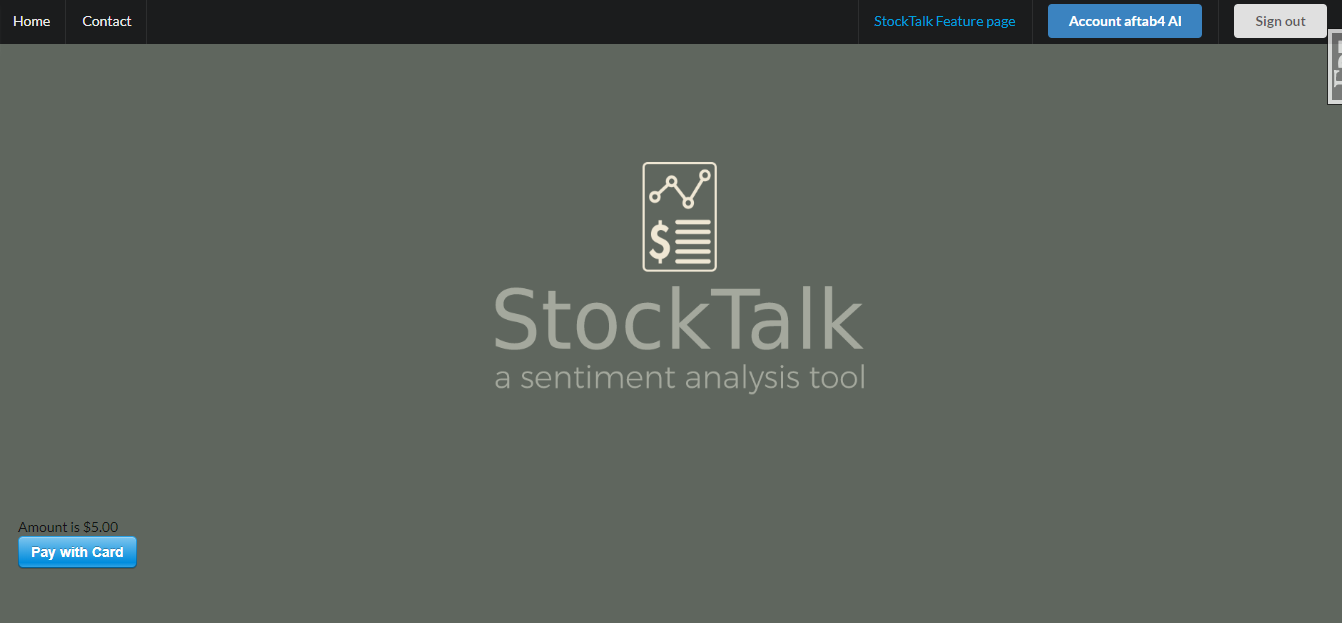 Home
Contact
StockTalk Feature page
Account aftab4 AI
Sign out
$
StockTalk
a sentiment analysis tool
Amount is $5.00
Pay with Card